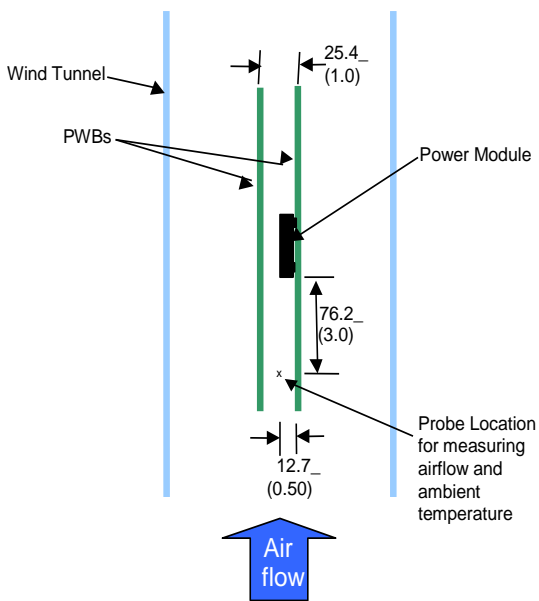 25.4_
(1.0)
Wind Tunnel
PWBs
Power Module
76.2_
(3.0)
x
Probe Location
for measuring
airflow and
ambient
temperature
12.7_
(0.50)
Air
flow